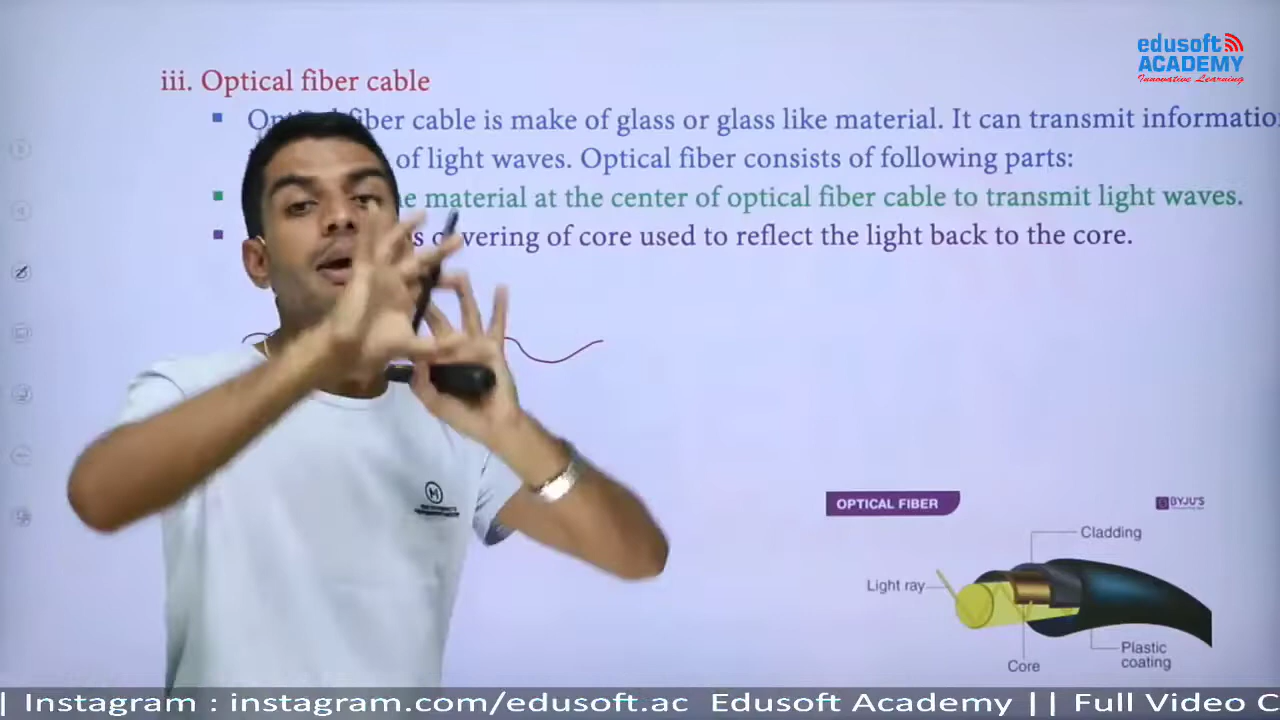 edusoft
ACADEMY
Innovative Learning
iii. Optical fiber cable
fiber cable is make of glass or glass like material. It can transmit informatio
of light waves. Optical fiber consists of following parts:
material at the center of optical fiber cable to transmit light waves.
covering of core used to reflect the light back to the core.
OPTICAL FIBER
BYJU'S
Cladding
Light ray
Plastic
coating
Core
| Instagram : instagram.com/edusoft.ac Edusoft Academy || Full Video C